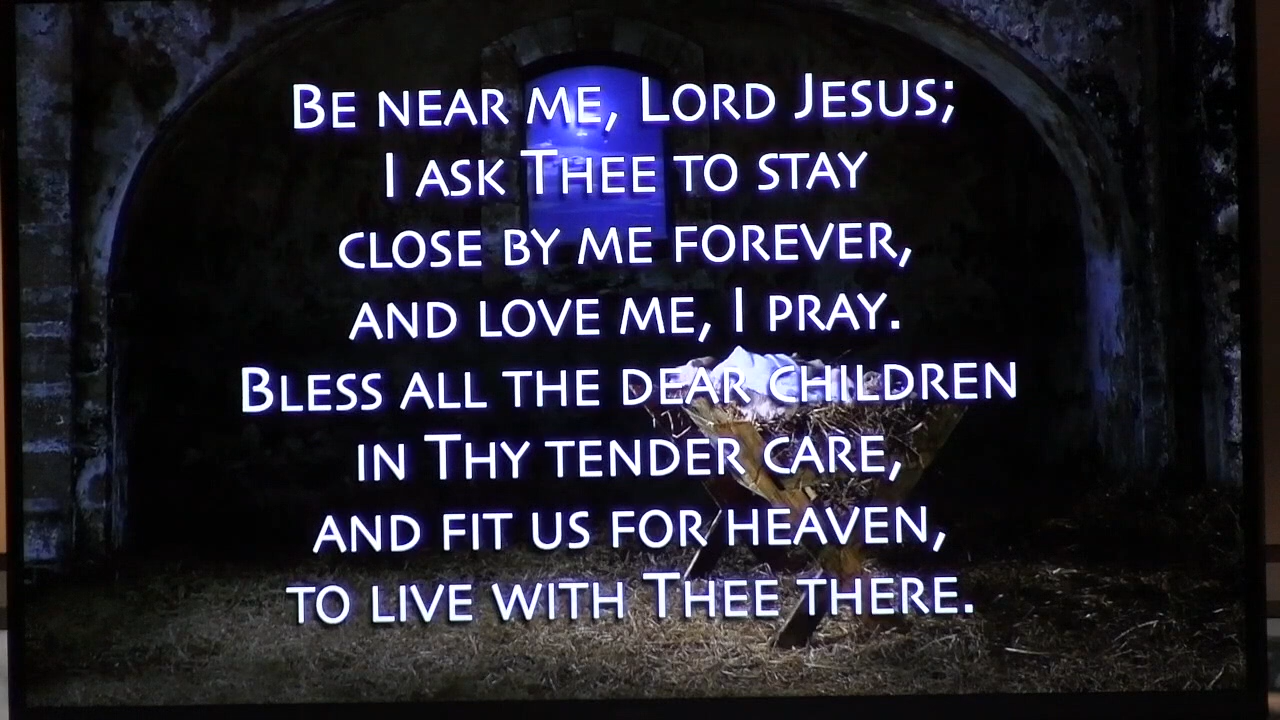 Be near me, Lord Jesus;
I ask Thee to stay
close by me forever,
and love me, I pray.
Bless all the dear children
in Thy tender care,
and fit us for heaven,
to live with Thee there.